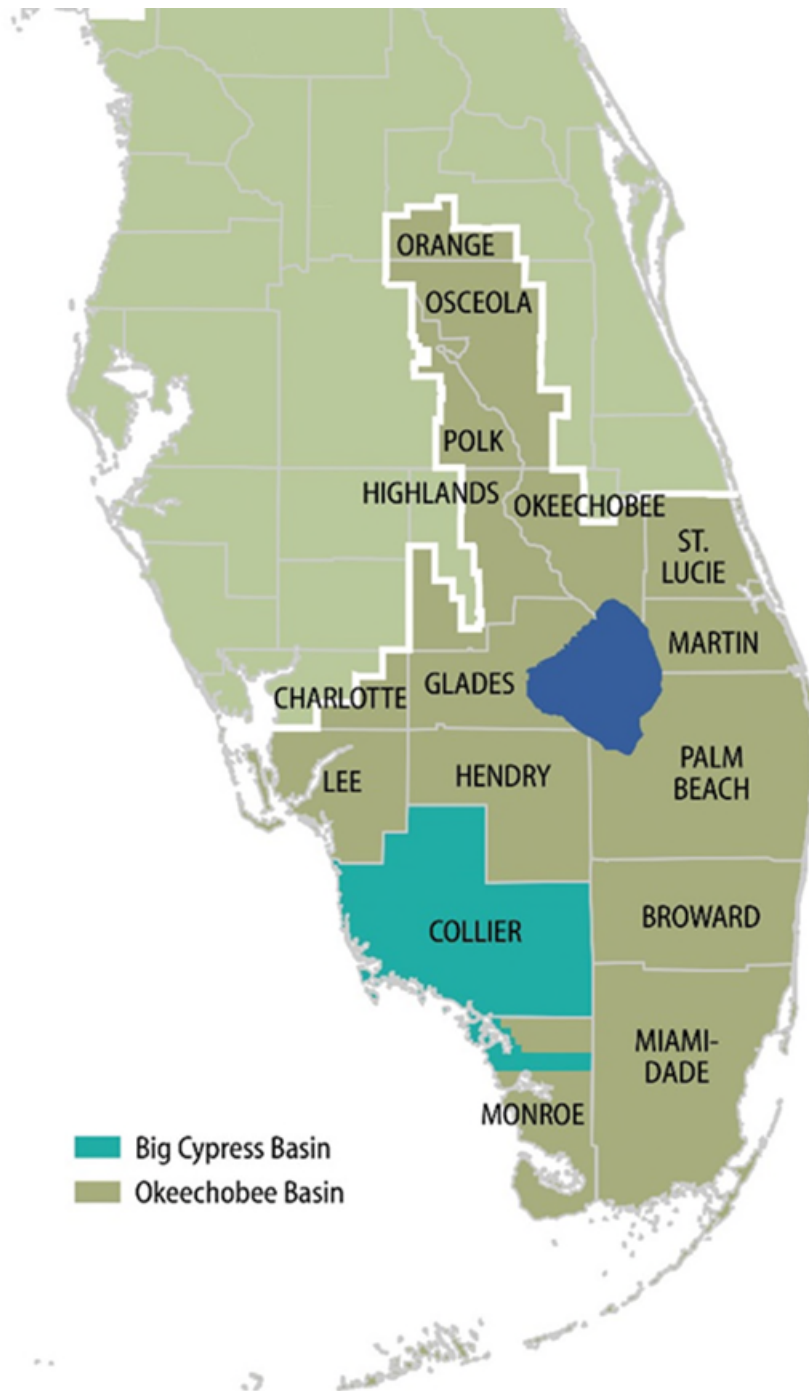 ORANGE
OSCEOLA
POLK
HIGHLANDS
OKEECHOBEE
ST.
LUCIE
MARTIN
CHARLOTTE
GLADES
LEE
HENDRY
PALM
BEACH
COLLIER
BROWARD
MIAMI-
DADE
MONROE
Big Cypress Basin
Okeechobee Basin